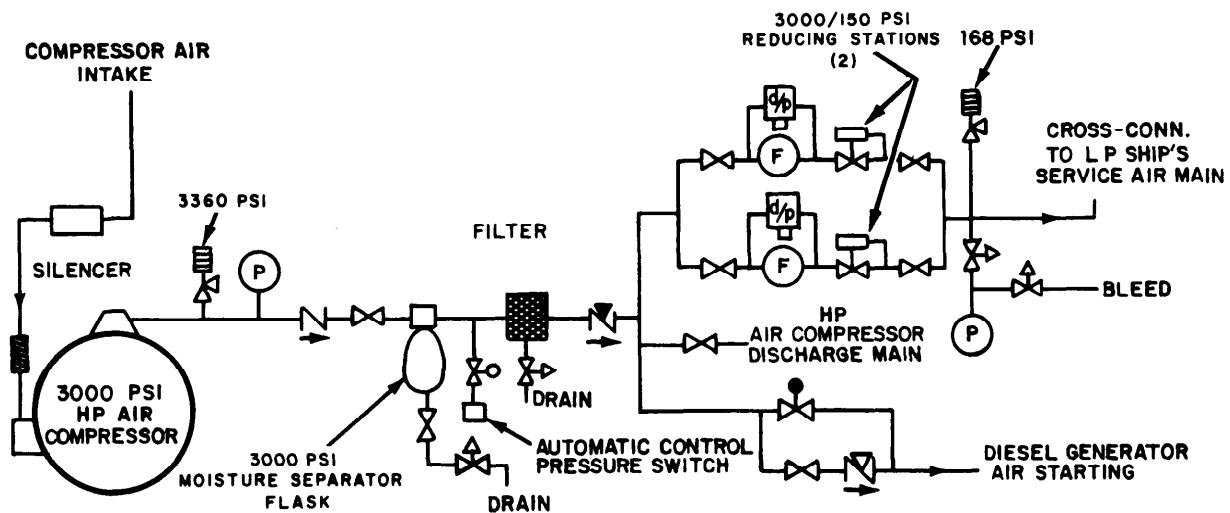 COMPRESSOR AIR
INTAKE
3000/150 PSI
REDUCING STATIONS
(2)
168 PSI
d/p
F
CROSS-CONN.
TO L P SHIP'S
SERVICE AIR MAIN
3360 PSI
P
SILENCER
FILTER
d/p
F
BLEED
P
HP
AIR COMPRESSOR
DISCHARGE MAIN
3000 PSI
HP AIR
COMPRESSOR
3000 PSI
MOISTURE SEPARATOR
FLASK
DRAIN
DRAIN
AUTOMATIC CONTROL
PRESSURE SWITCH
DIESEL GENERATOR
AIR STARTING